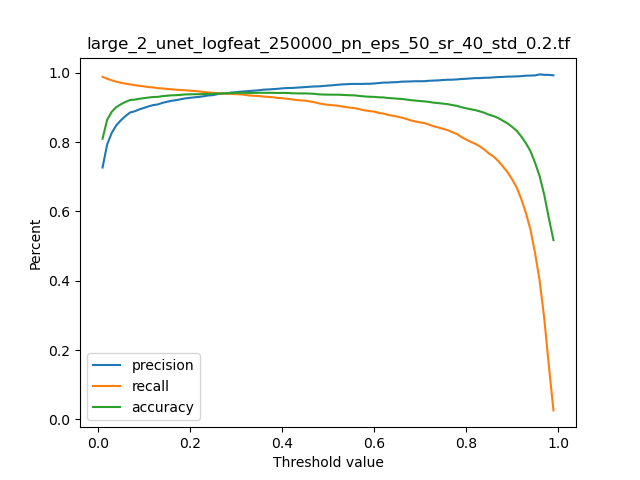 large_2_unet_logfeat_250000_pn_eps_50_sr_40_std_0.2.tf
1.0
0.8
0.6
0.4
0.2
0.0
Percent
precision
recall
accuracy
0.0 0.2 0.4 0.6 0.8 1.0
Threshold value